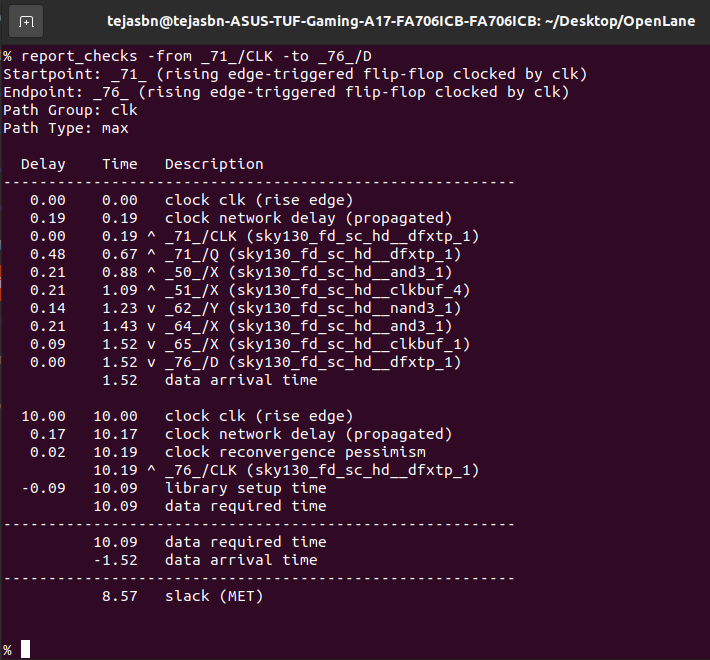 tejasbn@tejasbn-ASUS-TUF-Gaming-A17-FA706ICB-FA706ICB: ~/Desktop/OpenLane
% report_checks -from _71_/CLK -to _76_/D
Startpoint: _71_ (rising edge-triggered flip-flop clocked by clk)
Endpoint: _76_ (rising edge-triggered flip-flop clocked by clk)
Path Group: clk
Path Type: max
  Delay    Time   Description
---------------------------------------------------------
   0.00    0.00   clock clk (rise edge)
   0.19    0.19   clock network delay (propagated)
   0.00    0.19 ^ _71_/CLK (sky130_fd_sc_hd__dfxtp_1)
   0.48    0.67 ^ _71_/Q (sky130_fd_sc_hd__dfxtp_1)
   0.21    0.88 ^ _50_/X (sky130_fd_sc_hd__and3_1)
   0.21    1.09 ^ _51_/X (sky130_fd_sc_hd__clkbuf_4)
   0.14    1.23 v _62_/Y (sky130_fd_sc_hd__nand3_1)
   0.21    1.43 v _64_/X (sky130_fd_sc_hd__and3_1)
   0.09    1.52 v _65_/X (sky130_fd_sc_hd__clkbuf_1)
   0.00    1.52 v _76_/D (sky130_fd_sc_hd__dfxtp_1)
           1.52   data arrival time
  10.00   10.00   clock clk (rise edge)
   0.17   10.17   clock network delay (propagated)
   0.02   10.19   clock reconvergence pessimism
          10.19 ^ _76_/CLK (sky130_fd_sc_hd__dfxtp_1)
  -0.09   10.09   library setup time
          10.09   data required time
---------------------------------------------------------
          10.09   data required time
          -1.52   data arrival time
---------------------------------------------------------
           8.57   slack (MET)
%